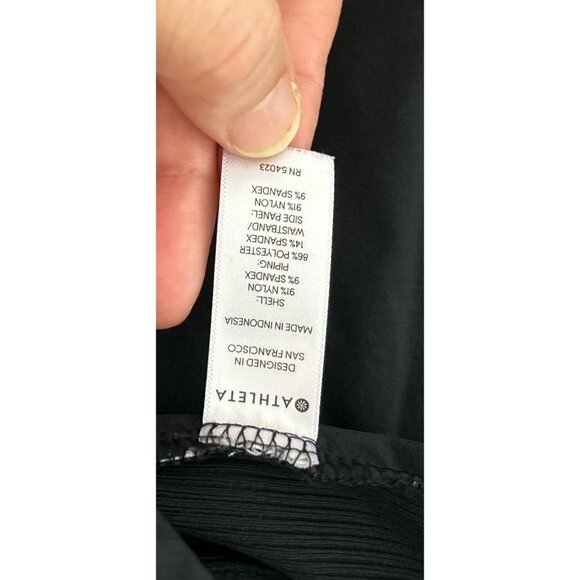 ATHLETA
DESIGNED IN
SAN FRANCISCO
MADE IN INDONESIA
SHELL:
91% NYLON
9% SPANDEX
PIPING:
86% POLYESTER
14% SPANDEX
WAISTBAND/
SIDE PANEL:
91% NYLON
9% SPANDEX
RN 54023